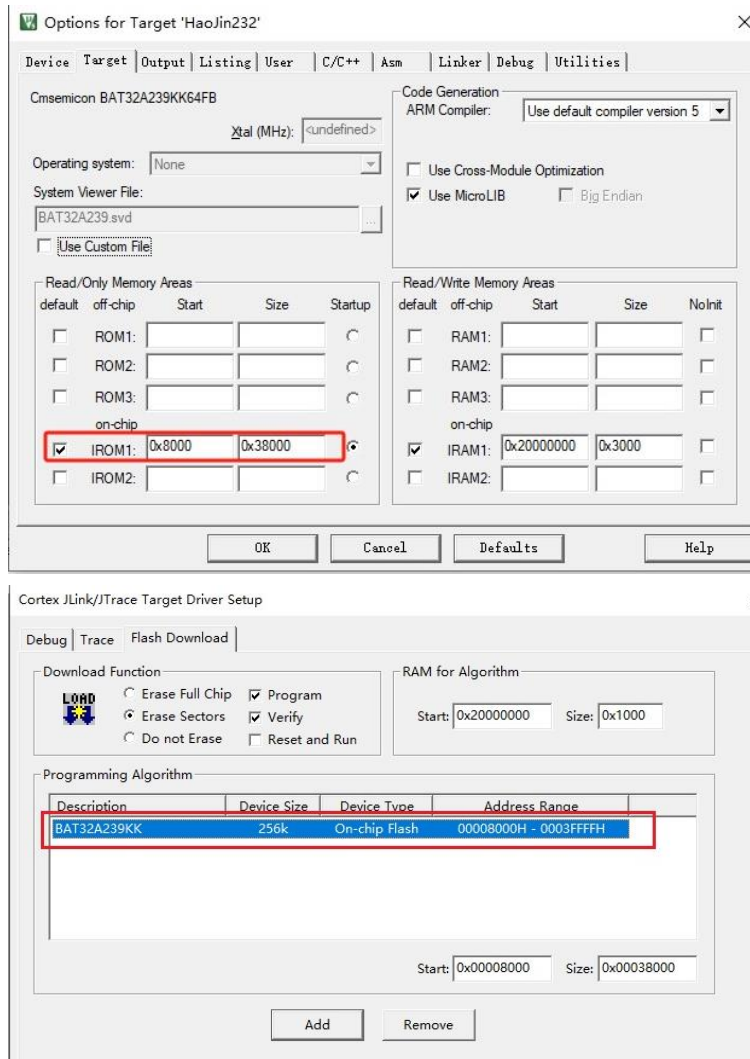 Options for Target 'HaoJin232'
Device Target Output Listing User C/C++ Asm Linker Debug Utilities
Cmsemicon BAT32A239KK64FB
Xtal (MHz): <undefined>
Operating system: None
System Viewer File:
BAT32A239.svd
...
Use Custom File
Code Generation
ARM Compiler: Use default compiler version 5
Use Cross-Module Optimization
Use MicroLIB Big Endian
Read/Only Memory Areas
default off-chip Start Size Startup
ROM1:
ROM2:
ROM3:
on-chip
IROM1: 0x8000 0x38000
IROM2:
Read/Write Memory Areas
default off-chip Start Size NoInit
RAM1:
RAM2:
RAM3:
on-chip
IRAM1: 0x20000000 0x3000
IRAM2:
OK Cancel Defaults Help
Cortex JLink/JTrace Target Driver Setup
Debug Trace Flash Download
Download Function
LOAD
Erase Full Chip Program
Erase Sectors Verify
Do not Erase Reset and Run
RAM for Algorithm
Start: 0x20000000 Size: 0x1000
Programming Algorithm
Description Device Size Device Type Address Range
BAT32A239KK 256k On-chip Flash 00008000H - 0003FFFFH
Start: 0x00008000 Size: 0x00038000
Add Remove